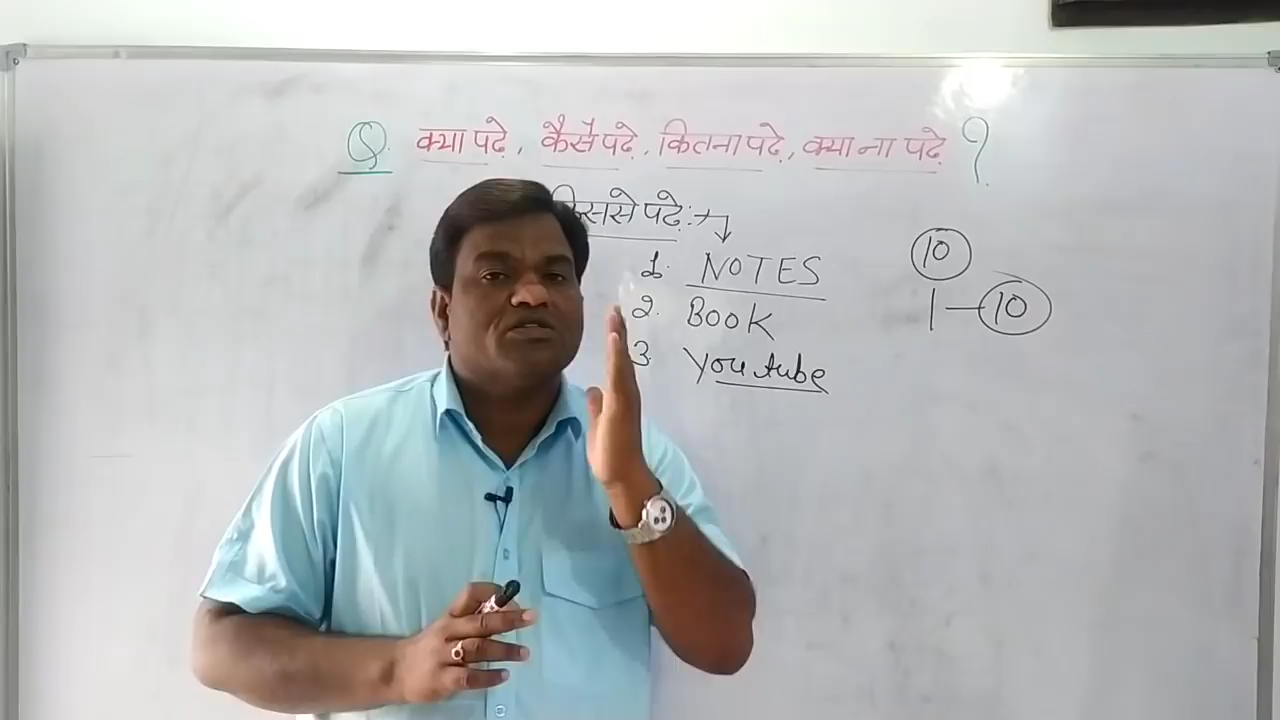 Q. क्या पढे, कैसे पढे, कितना पढे, क्या ना पढे ?
किससे पढे:→
1. NOTES
2. Book
3. Youtube
10
1 — 10